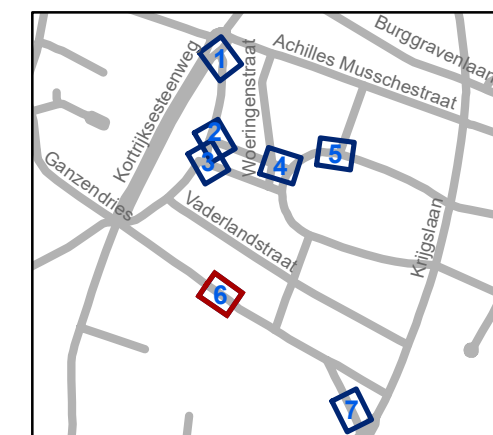 Burggravenlaan
Achilles Musschestraat
Kortrijksesteenweg
Woeringenstraat
1
2
3
4
5
Ganzendries
Vaderlandstraat
Krijgslaan
6
7